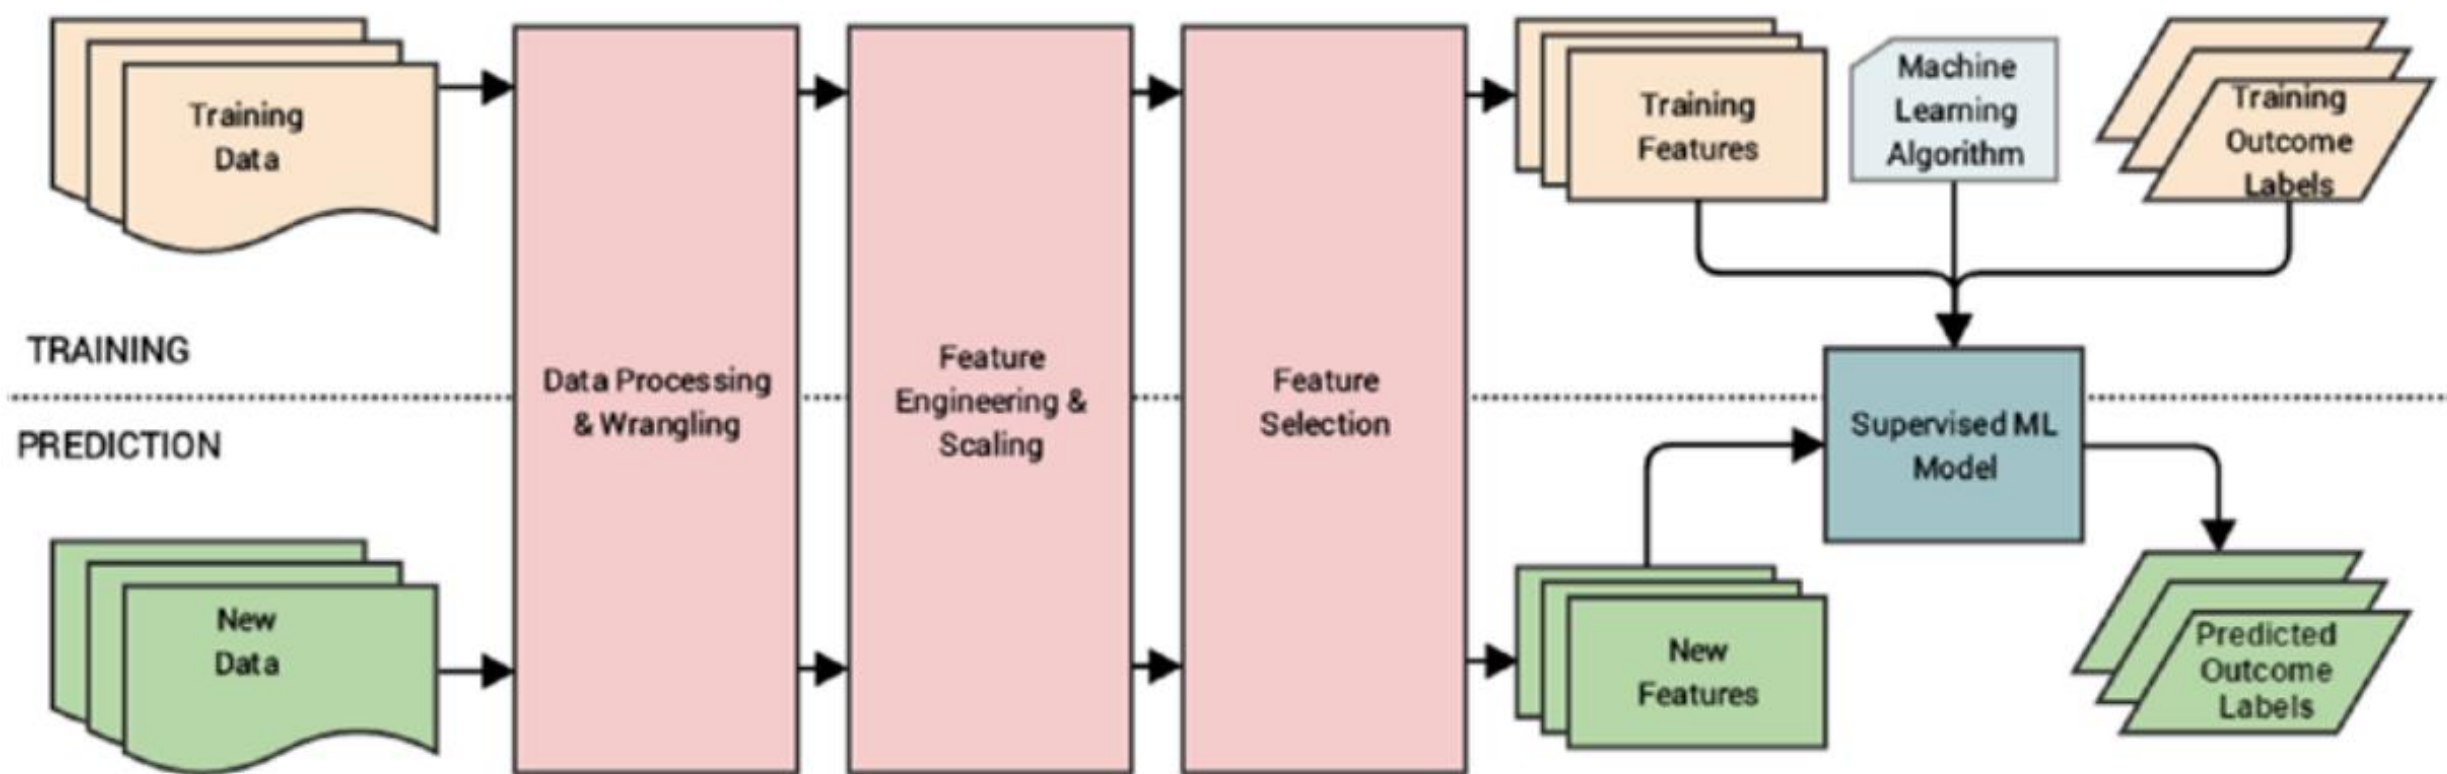 Training
Data
TRAINING
PREDICTION
New
Data
Data Processing
& Wrangling
Feature
Engineering &
Scaling
Feature
Selection
Training
Features
Machine
Learning
Algorithm
Training
Outcome
Labels
Supervised ML
Model
New
Features
Predicted
Outcome
Labels